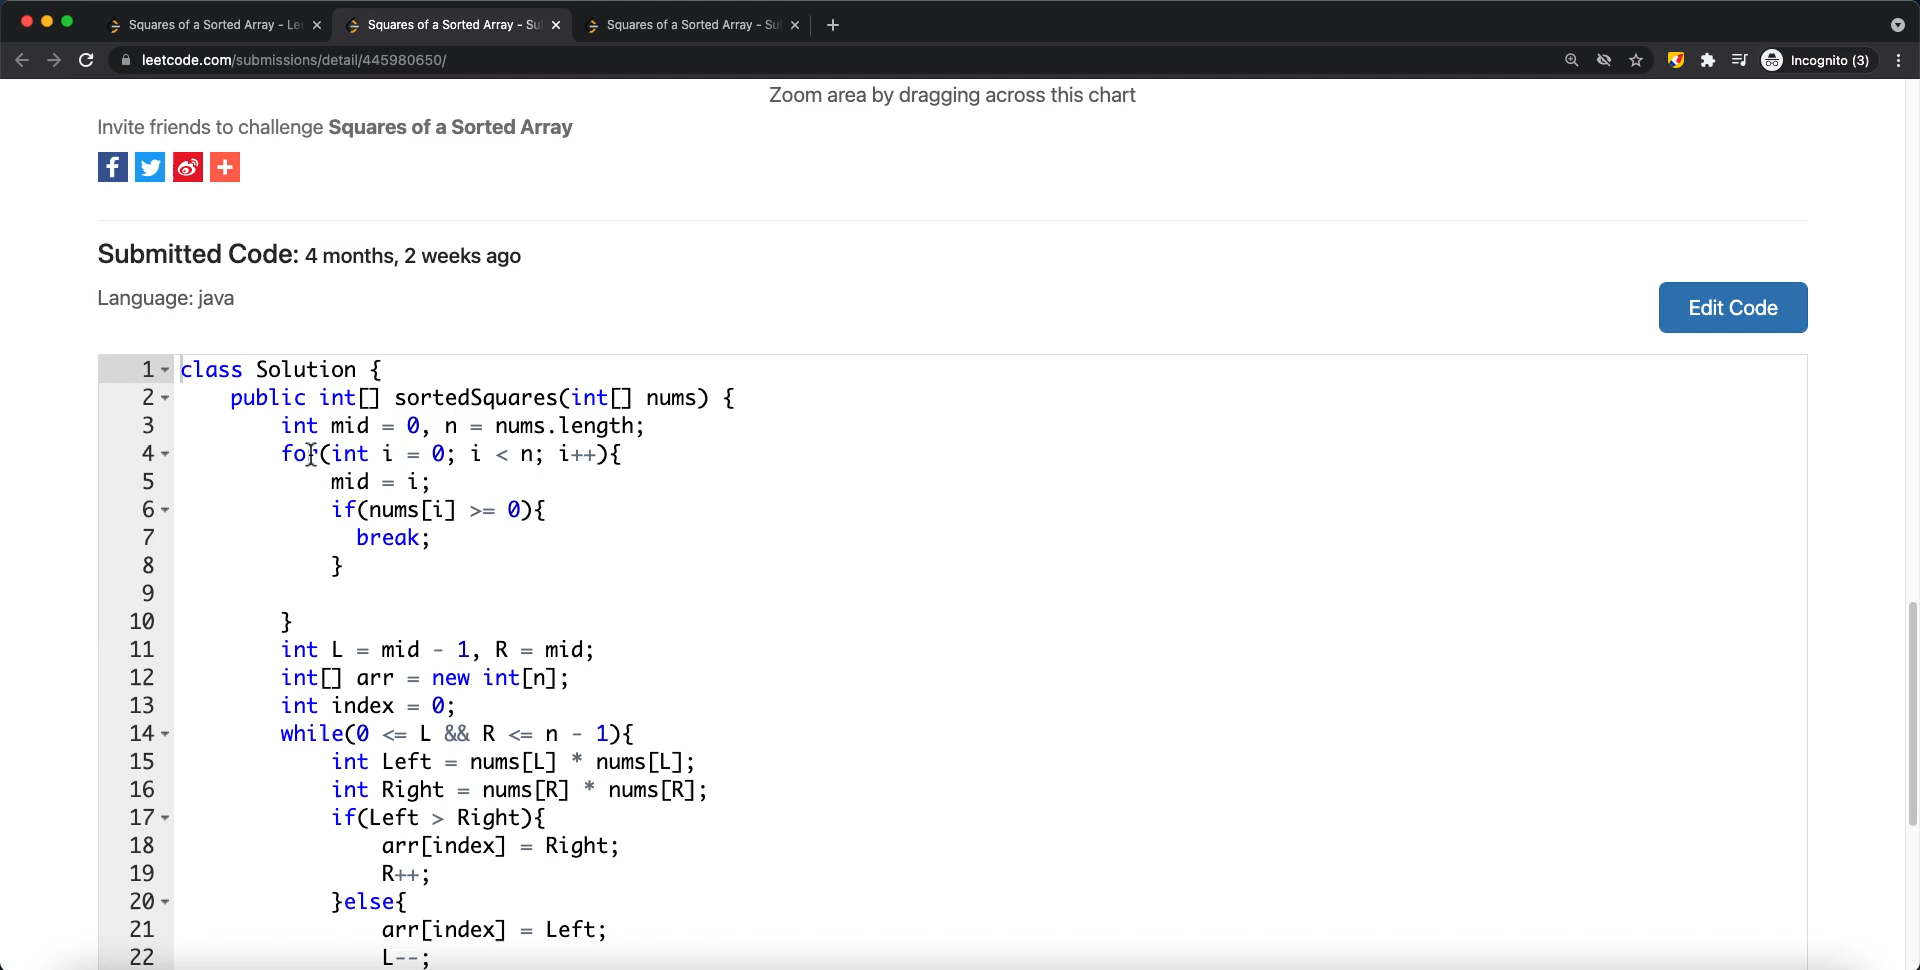 Squares of a Sorted Array - Le
Squares of a Sorted Array - Su
Squares of a Sorted Array - Su
leetcode.com/submissions/detail/445980650/
Incognito (3)
Zoom area by dragging across this chart
Invite friends to challenge Squares of a Sorted Array
Submitted Code: 4 months, 2 weeks ago
Language: java
Edit Code
1 class Solution {
2 public int[] sortedSquares(int[] nums) {
3 int mid = 0, n = nums.length;
4 for(int i = 0; i < n; i++){
5 mid = i;
6 if(nums[i] >= 0){
7 break;
8 }
9
10 }
11 int L = mid - 1, R = mid;
12 int[] arr = new int[n];
13 int index = 0;
14 while(0 <= L && R <= n - 1){
15 int Left = nums[L] * nums[L];
16 int Right = nums[R] * nums[R];
17 if(Left > Right){
18 arr[index] = Right;
19 R++;
20 }else{
21 arr[index] = Left;
22 L--;